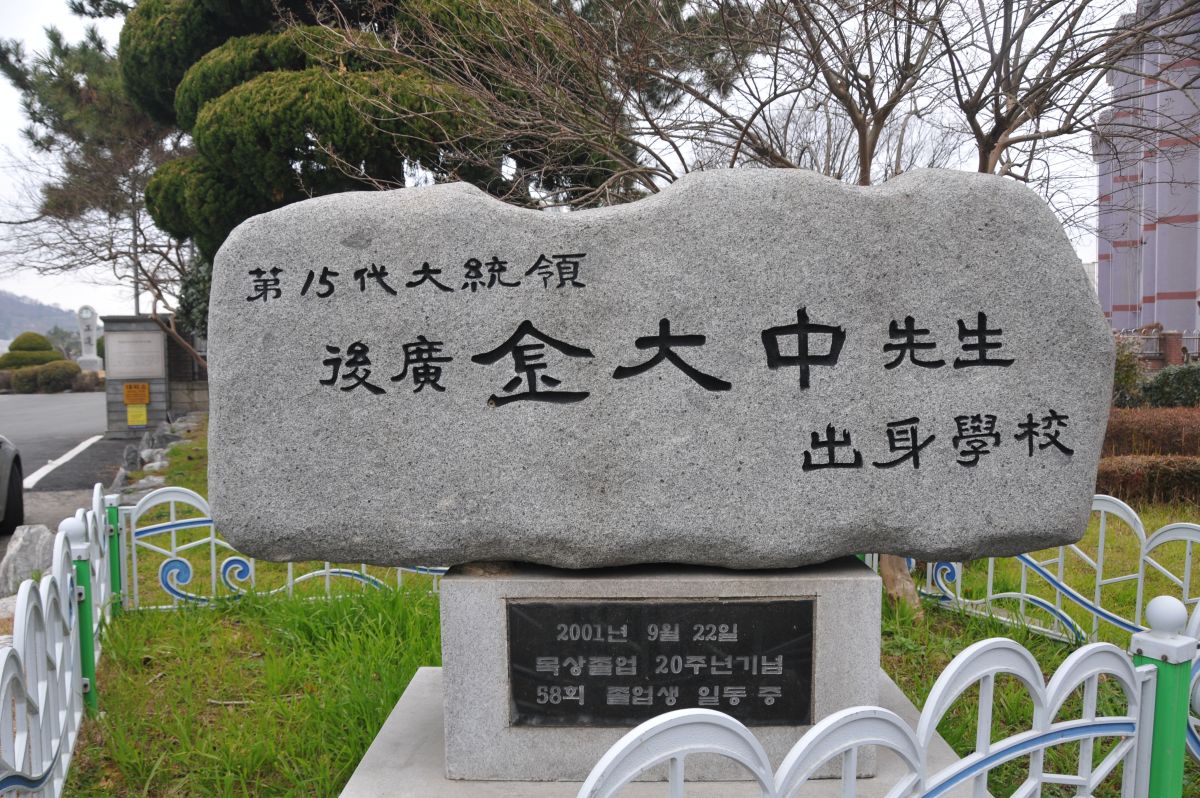 第15代大統領
後廣金大中先生
出身學校
2001년 9월 22일
목상졸업 20주년기념
58회 졸업생 일동 증